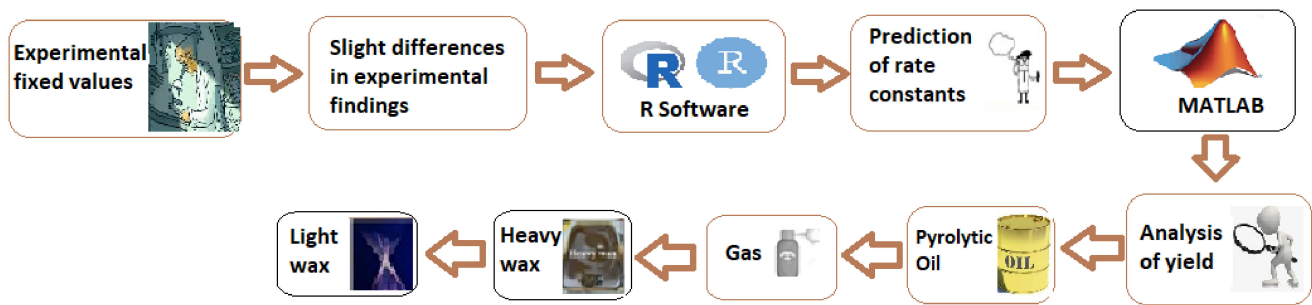 Experimental
fixed values
Slight differences
in experimental
findings
R
R
R Software
Prediction
of rate
constants
MATLAB
Analysis
of yield
Pyrolytic
Oil
OIL
Gas
Heavy
wax
Light
wax